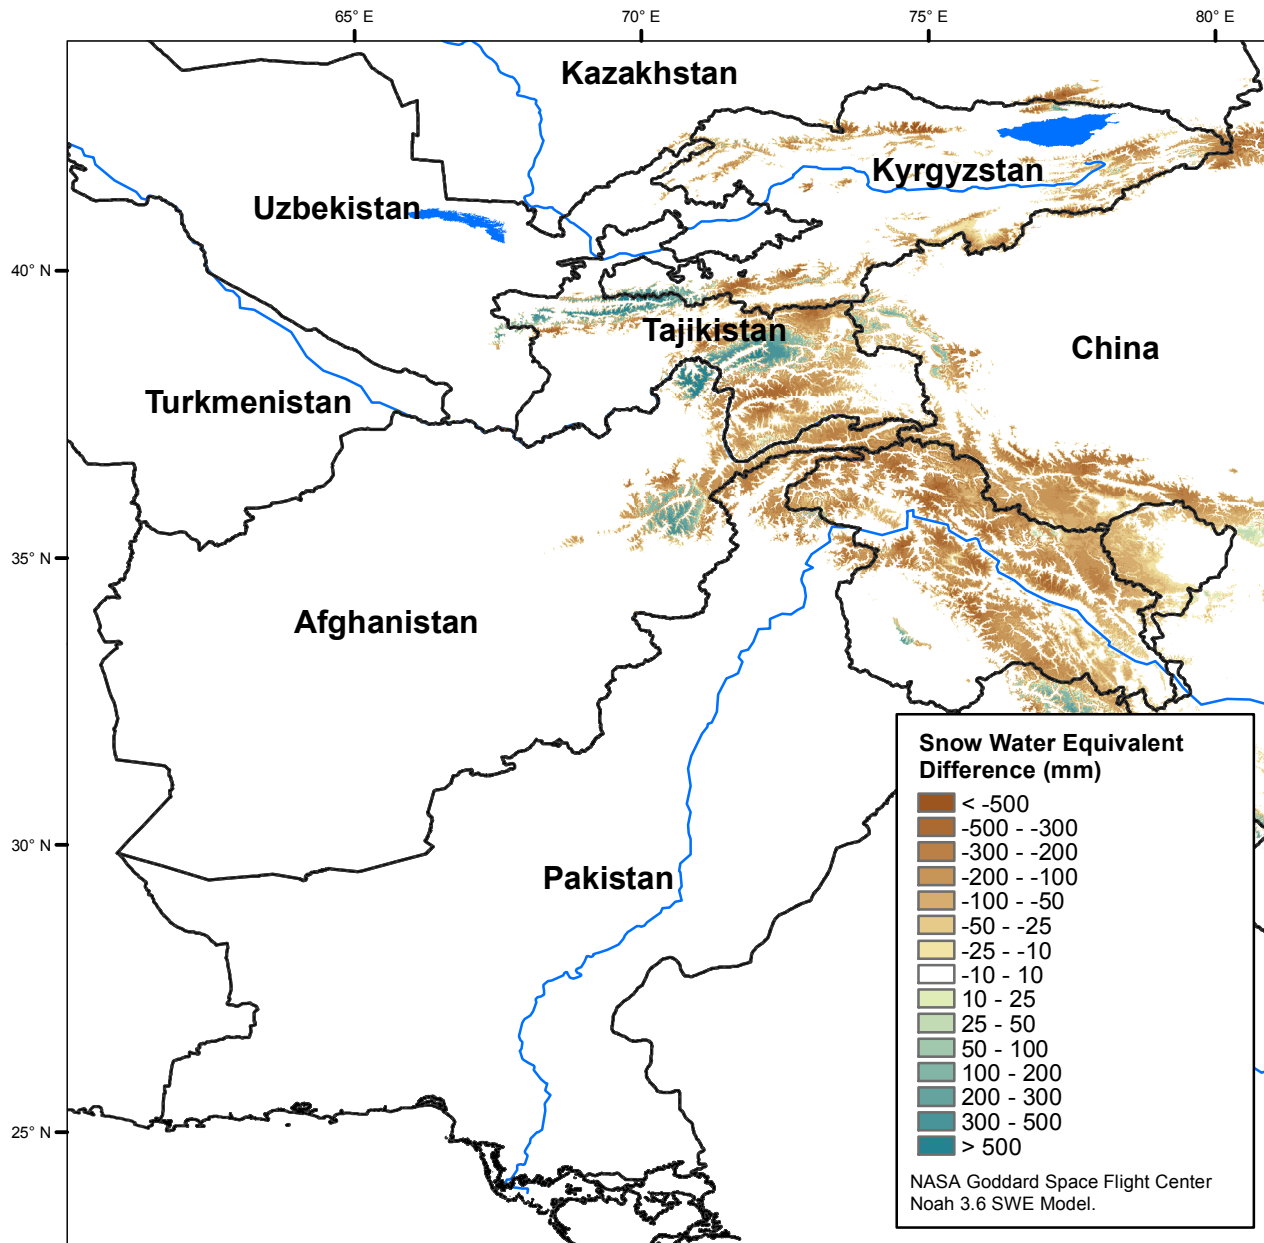 65° E
70° E
75° E
80° E
Kazakhstan
Kyrgyzstan
Uzbekistan
40° N
Tajikistan
China
Turkmenistan
35° N
Afghanistan
30° N
Pakistan
25° N
Snow Water Equivalent
Difference (mm)
< -500
-500 - -300
-300 - -200
-200 - -100
-100 - -50
-50 - -25
-25 - -10
-10 - 10
10 - 25
25 - 50
50 - 100
100 - 200
200 - 300
300 - 500
> 500
NASA Goddard Space Flight Center
Noah 3.6 SWE Model.